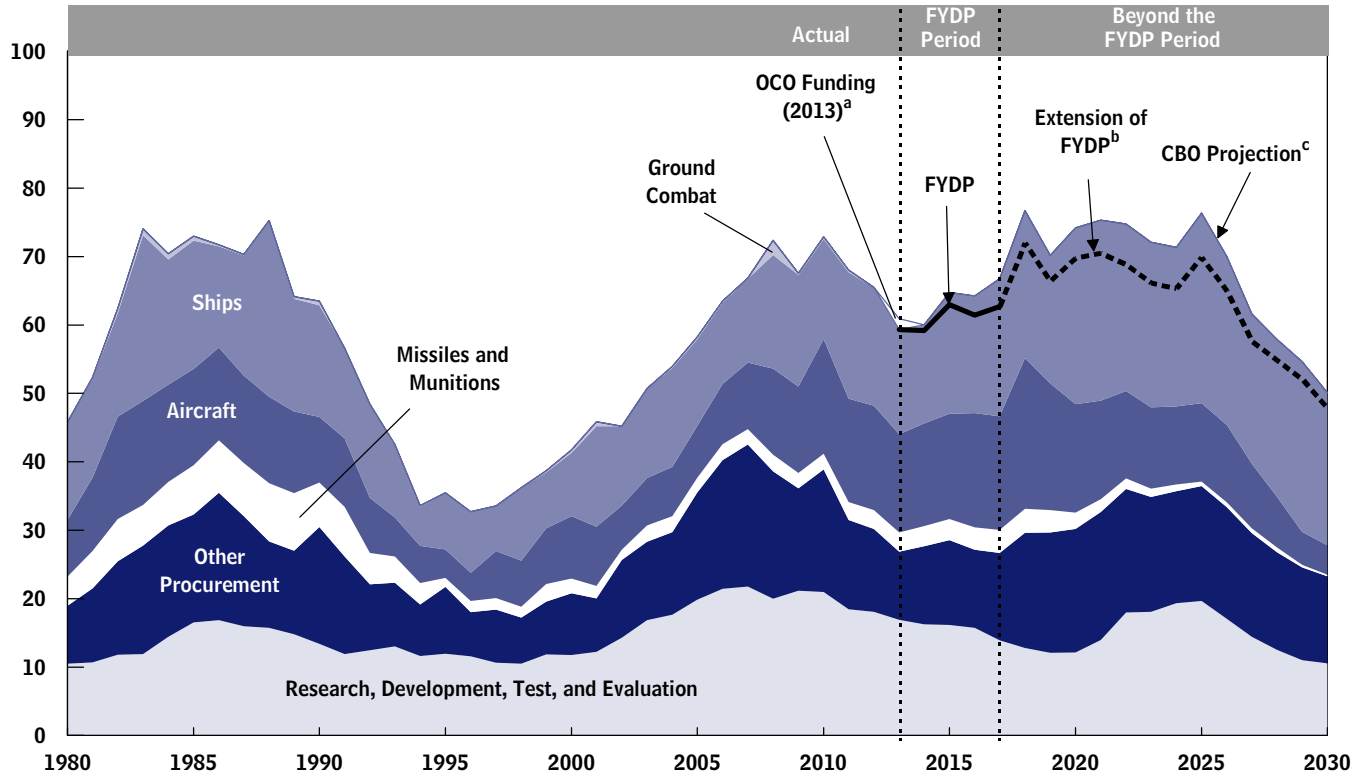 Actual
FYDP
Period
Beyond the
FYDP Period
100
90
80
70
60
50
40
30
20
10
0
OCO Funding
(2013)a
Ground
Combat
FYDP
Extension of
FYDPb
CBO Projectionc
Ships
Missiles and
Munitions
Aircraft
Other
Procurement
Research, Development, Test, and Evaluation
1980 1985 1990 1995 2000 2005 2010 2015 2020 2025 2030